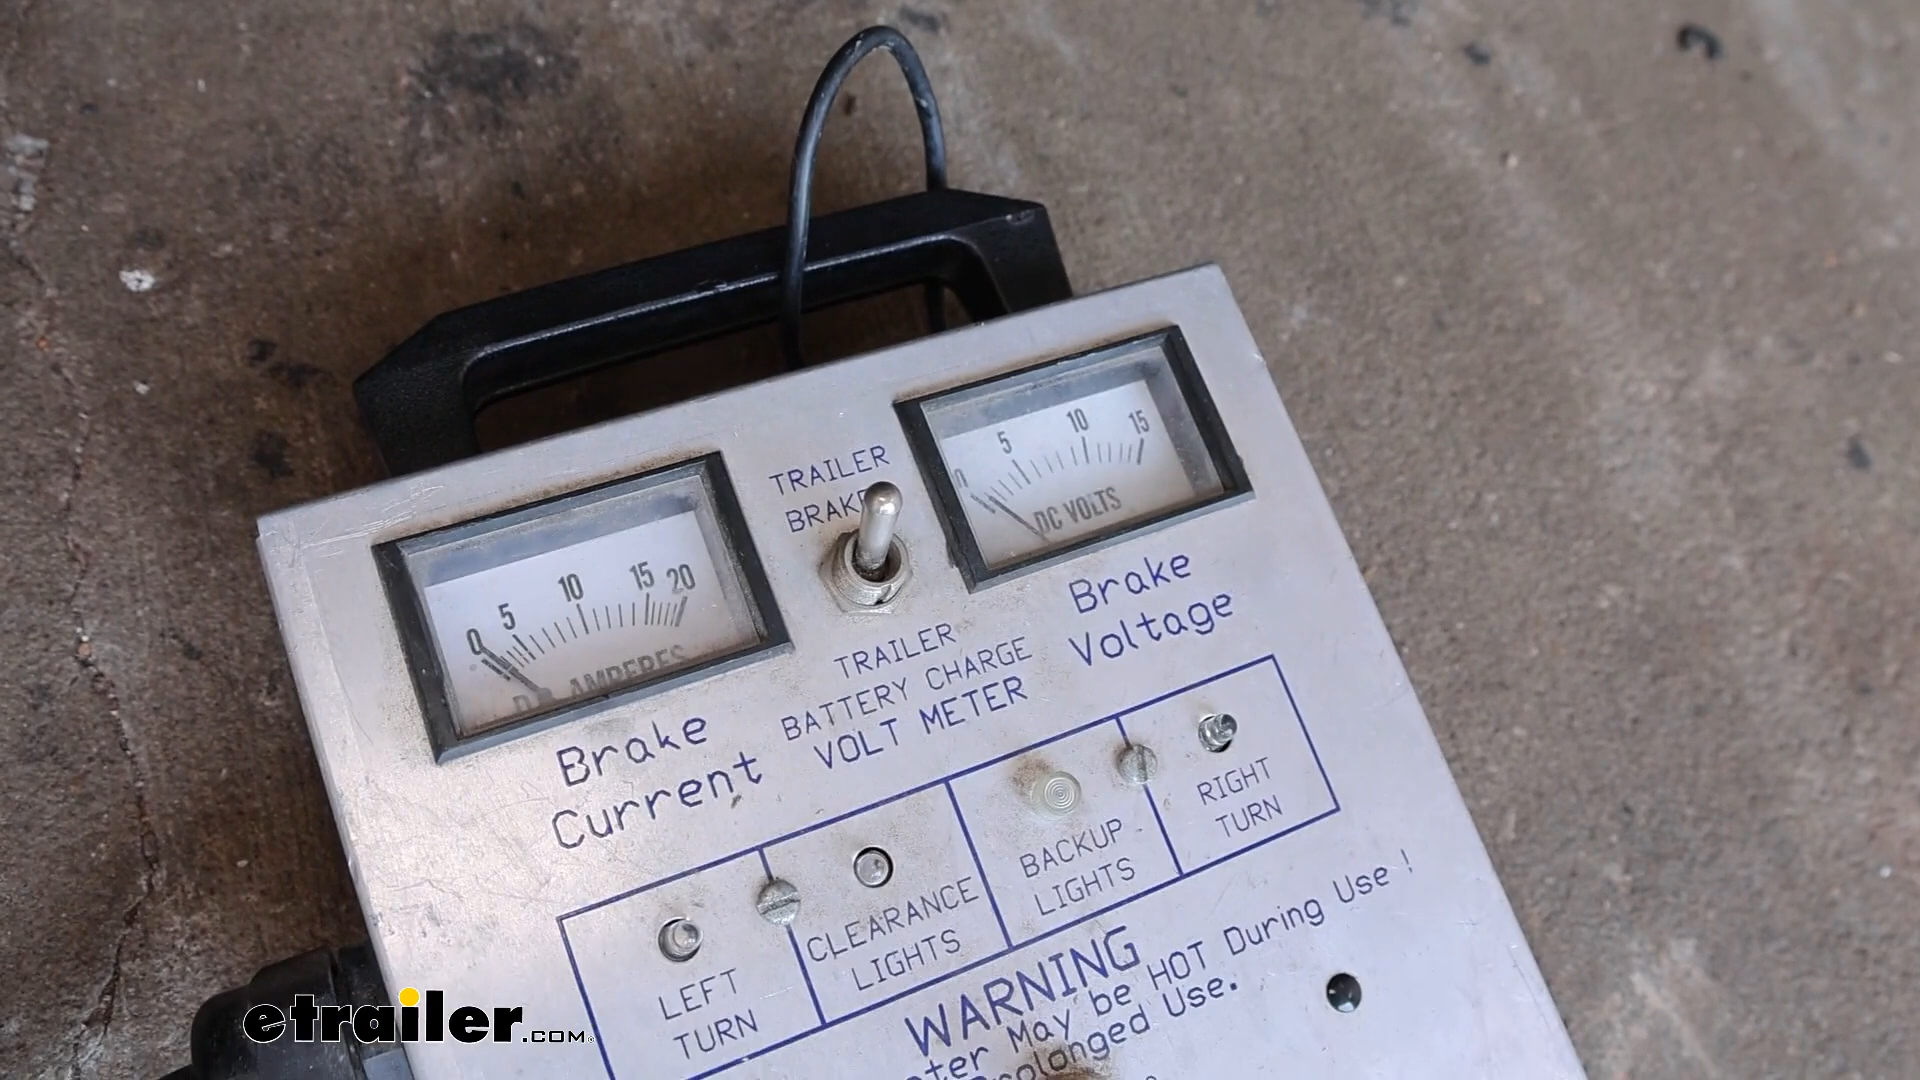 TRAILER
BRAKE
0 5 10 15
DC VOLTS
0 5 10 15 20
D.C. AMPERES
Brake
Voltage
TRAILER
BATTERY CHARGE
VOLT METER
Brake
Current
LEFT
TURN
CLEARANCE
LIGHTS
BACKUP
LIGHTS
RIGHT
TURN
WARNING
May be HOT During Use !
Prolonged Use.
etrailer.com